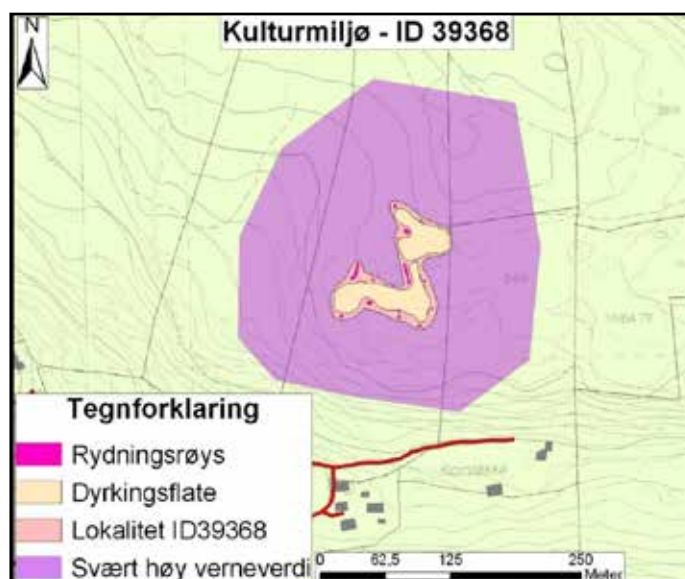 N
Kulturmiljø - ID 39368
Tegnforklaring
Rydningsrøys
Dyrkingsflate
Lokalitet ID39368
Svært høy verneverdi
0 62,5 125 250
Meter